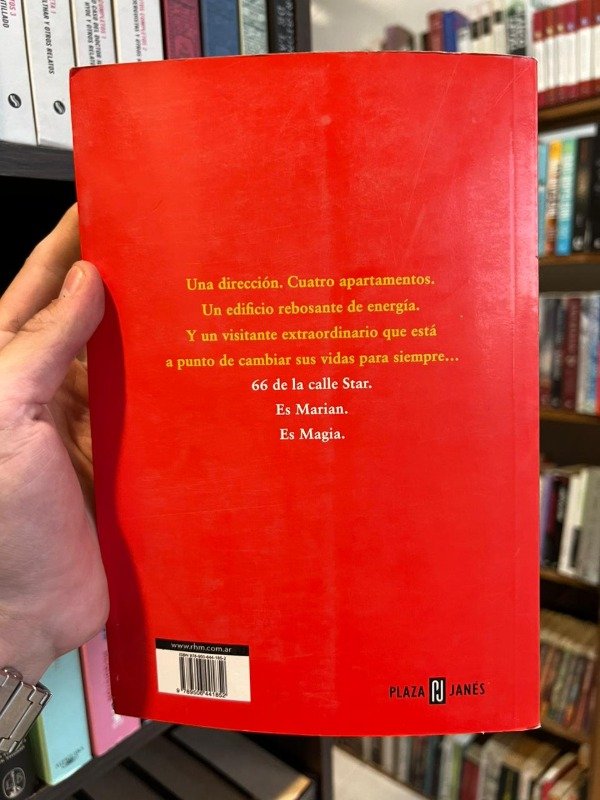 Una dirección. Cuatro apartamentos.
Un edificio rebosante de energía.
Y un visitante extraordinario que está
a punto de cambiar sus vidas para siempre...
66 de la calle Star.
Es Marian.
Es Magia.
www.rhm.com.ar
PLAZA JANÉS